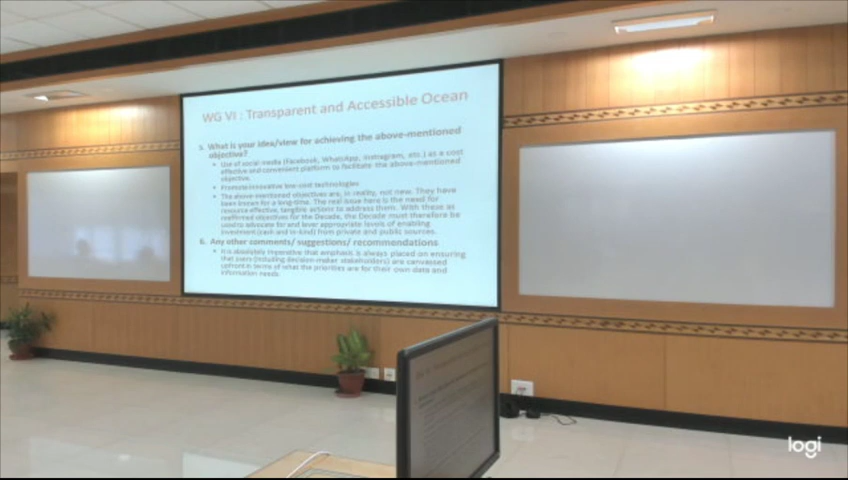 WG VI : Transparent and Accessible Ocean
5. What is your idea/view for achieving the above-mentioned
objective?
• Use of social media (Facebook, WhatsApp, Instagram, etc.) as a cost
effective and convenient platform to facilitate the above-mentioned
objective.
• Promote innovative low-cost technologies
• The above-mentioned objectives are, in reality, not new. They have
been known for a long-time. The real issue here is the need for
resource-effective, tangible actions to address them. With these as
reaffirmed objectives for the Decade, the Decade must therefore be
used to advocate for and lever appropriate levels of enabling
investment (cash and in-kind) from private and public sources.
6. Any other comments/ suggestions/ recommendations
• It is absolutely imperative that emphasis is always placed on ensuring
that users (including decision-maker stakeholders) are canvassed
upfront in terms of what the priorities are for their own data and
information needs
logi